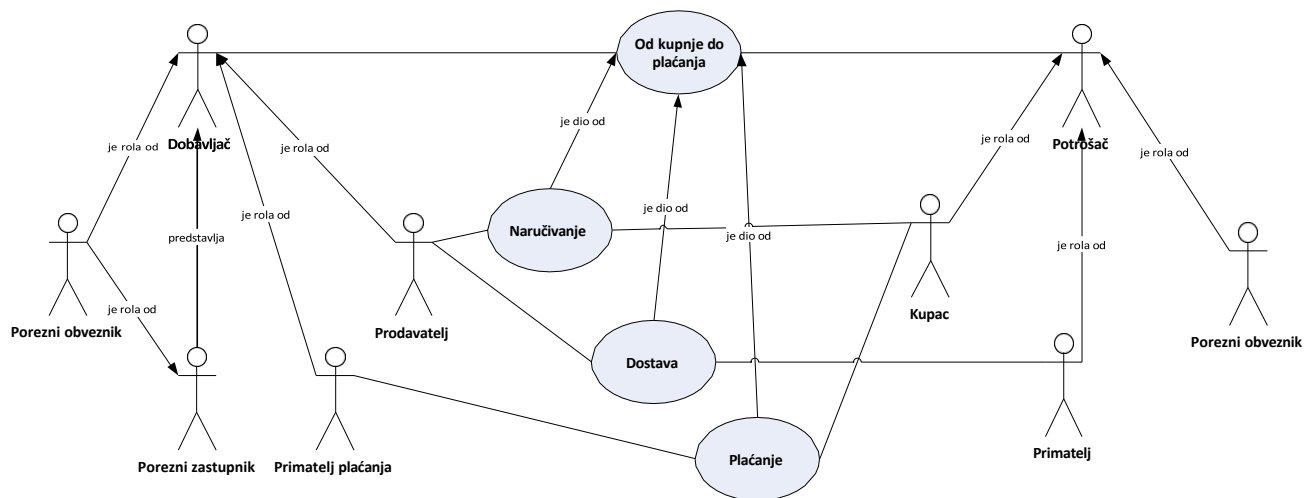 Od kupnje do
plaćanja
je dio od
Dobavljač
Potrošač
je rola od
je rola od
je rola od
je rola od
je rola od
je dio od
Naručivanje
predstavlja
je dio od
je rola od
je rola od
Kupac
Porezni obveznik
Prodavatelj
Porezni obveznik
Dostava
Porezni zastupnik
Primatelj plaćanja
Plaćanje
Primatelj